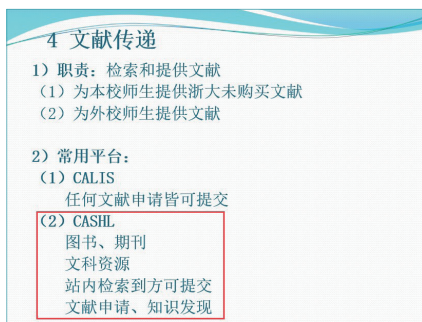 4 文献传递
1）职责：检索和提供文献
（1）为本校师生提供浙大未购买文献
（2）为外校师生提供文献
2）常用平台：
（1）CALIS
任何文献申请皆可提交
（2）CASHL
图书、期刊
文科资源
站内检索到方可提交
文献申请、知识发现